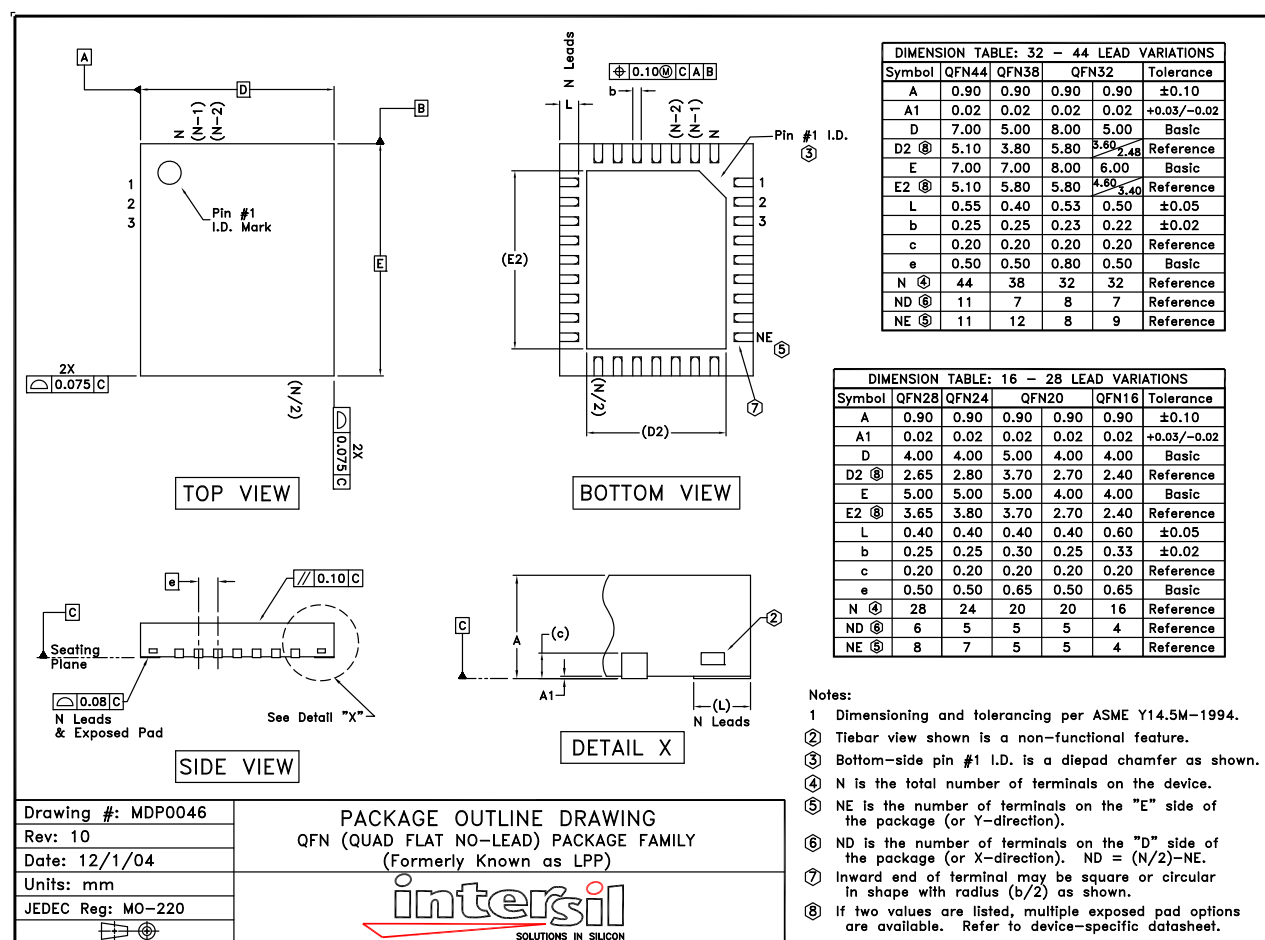 A
D
B
N
(N-1)
(N-2)
1
2
3
Pin #1
I.D. Mark
E
2X
0.075 C
(N/2)
2X
0.075 C
TOP VIEW
N Leads
L
0.10Ⓜ C A B
b
(N-2)
(N-1)
N
Pin #1 I.D.
3
1
2
3
(E2)
NE
5
(N/2)
7
(D2)
BOTTOM VIEW
e
// 0.10 C
C
Seating
Plane
0.08 C
N Leads
& Exposed Pad
See Detail "X"
SIDE VIEW
C
A
(c)
2
A1
(L)
N Leads
DETAIL X
DIMENSION TABLE: 32 - 44 LEAD VARIATIONS
Symbol QFN44 QFN38 QFN32 Tolerance
A 0.90 0.90 0.90 0.90 ±0.10
A1 0.02 0.02 0.02 0.02 +0.03/-0.02
D 7.00 5.00 8.00 5.00 Basic
D2 8 5.10 3.80 5.80 3.60/2.48 Reference
E 7.00 7.00 8.00 6.00 Basic
E2 8 5.10 5.80 5.80 4.60/3.40 Reference
L 0.55 0.40 0.53 0.50 ±0.05
b 0.25 0.25 0.23 0.22 ±0.02
c 0.20 0.20 0.20 0.20 Reference
e 0.50 0.50 0.80 0.50 Basic
N 4 44 38 32 32 Reference
ND 6 11 7 8 7 Reference
NE 5 11 12 8 9 Reference
DIMENSION TABLE: 16 - 28 LEAD VARIATIONS
Symbol QFN28 QFN24 QFN20 QFN16 Tolerance
A 0.90 0.90 0.90 0.90 0.90 ±0.10
A1 0.02 0.02 0.02 0.02 0.02 +0.03/-0.02
D 4.00 4.00 5.00 4.00 4.00 Basic
D2 8 2.65 2.80 3.70 2.70 2.40 Reference
E 5.00 5.00 5.00 4.00 4.00 Basic
E2 8 3.65 3.80 3.70 2.70 2.40 Reference
L 0.40 0.40 0.40 0.40 0.60 ±0.05
b 0.25 0.25 0.30 0.25 0.33 ±0.02
c 0.20 0.20 0.20 0.20 0.20 Reference
e 0.50 0.50 0.65 0.50 0.65 Basic
N 4 28 24 20 20 16 Reference
ND 6 6 5 5 5 4 Reference
NE 5 8 7 5 5 4 Reference
Notes:
1 Dimensioning and tolerancing per ASME Y14.5M-1994.
2 Tiebar view shown is a non-functional feature.
3 Bottom-side pin #1 I.D. is a diepad chamfer as shown.
4 N is the total number of terminals on the device.
5 NE is the number of terminals on the "E" side of
the package (or Y-direction).
6 ND is the number of terminals on the "D" side of
the package (or X-direction). ND = (N/2)-NE.
7 Inward end of terminal may be square or circular
in shape with radius (b/2) as shown.
8 If two values are listed, multiple exposed pad options
are available. Refer to device-specific datasheet.
Drawing #: MDP0046
Rev: 10
Date: 12/1/04
Units: mm
JEDEC Reg: MO-220
PACKAGE OUTLINE DRAWING
QFN (QUAD FLAT NO-LEAD) PACKAGE FAMILY
(Formerly Known as LPP)
intersil
SOLUTIONS IN SILICON